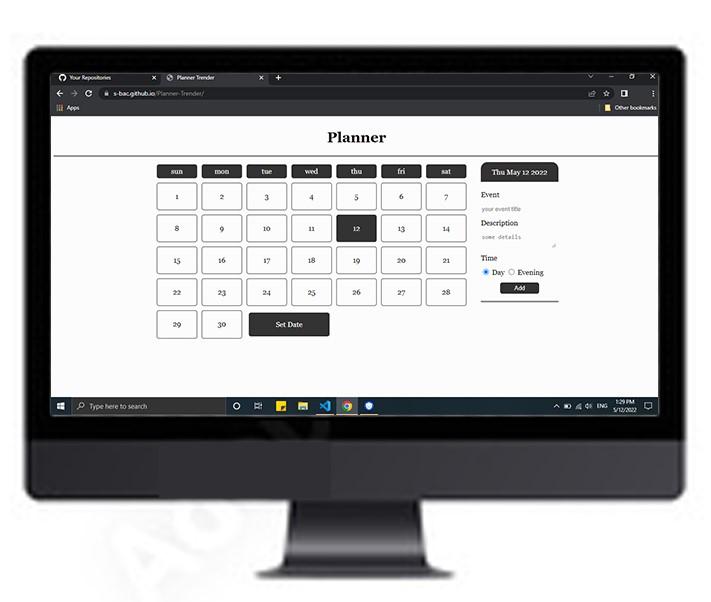 Your Repositories
Planner Trender
s-bac.github.io/Planner-Trender/
Apps
Other bookmarks
Planner
sun mon tue wed thu fri sat
1 2 3 4 5 6 7
8 9 10 11 12 13 14
15 16 17 18 19 20 21
22 23 24 25 26 27 28
29 30 Set Date
Thu May 12 2022
Event
your event title
Description
some details
Time
Day Evening
Add
Type here to search
ENG
1:29 PM
5/12/2022